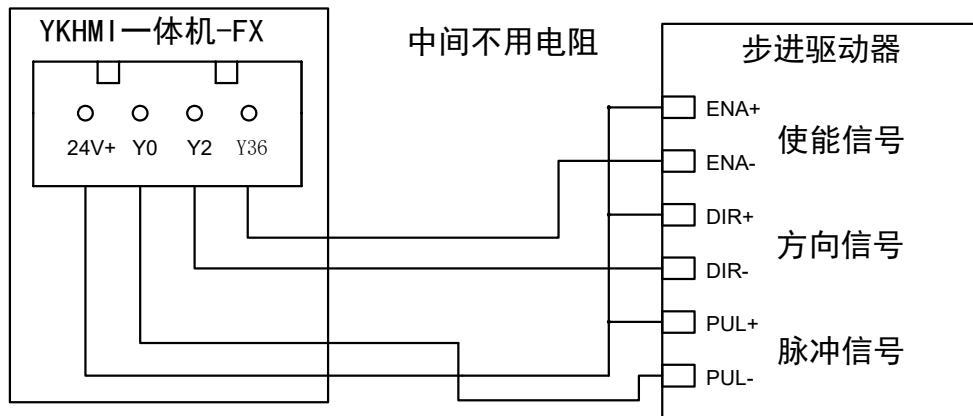 YKHMI一体机-FX
中间不用电阻
步进驱动器
24V+ Y0 Y2 Y36
ENA+
使能信号
ENA-
DIR+
方向信号
DIR-
PUL+
脉冲信号
PUL-